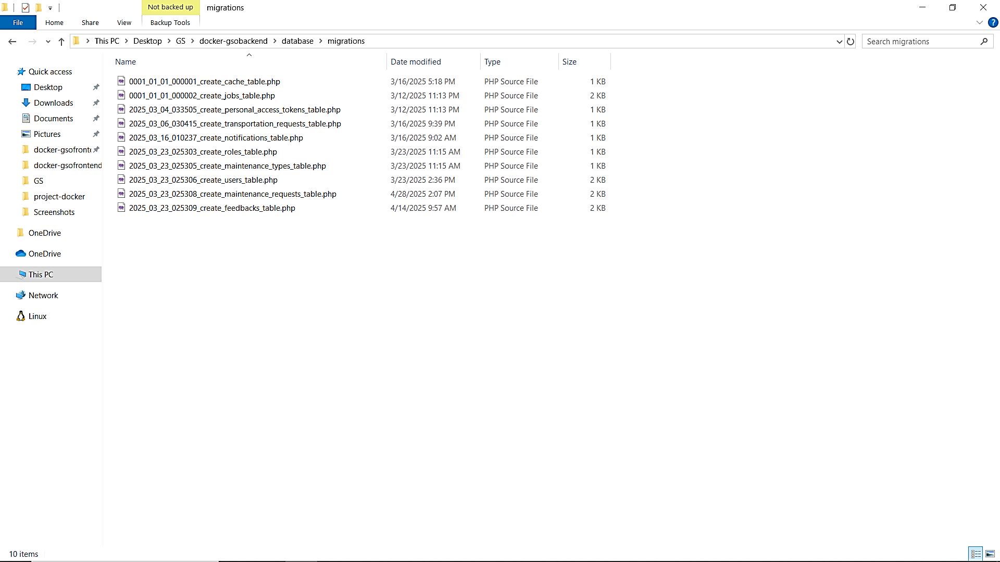 Not backed up
migrations
File
Home
Share
View
Backup Tools
This PC > Desktop > GS > docker-gsobackend > database > migrations
Search migrations
Name
Date modified
Type
Size
Quick access
Desktop
Downloads
Documents
Pictures
docker-gsofronte
docker-gsofrontend
GS
project-docker
Screenshots
OneDrive
OneDrive
This PC
Network
Linux
0001_01_01_000001_create_cache_table.php 3/16/2025 5:18 PM PHP Source File 1 KB
0001_01_01_000002_create_jobs_table.php 3/12/2025 11:13 PM PHP Source File 2 KB
2025_03_04_033505_create_personal_access_tokens_table.php 3/12/2025 11:13 PM PHP Source File 1 KB
2025_03_06_030415_create_transportation_requests_table.php 3/16/2025 9:39 PM PHP Source File 1 KB
2025_03_16_010237_create_notifications_table.php 3/16/2025 9:02 AM PHP Source File 1 KB
2025_03_23_025303_create_roles_table.php 3/23/2025 11:15 AM PHP Source File 1 KB
2025_03_23_025305_create_maintenance_types_table.php 3/23/2025 11:15 AM PHP Source File 1 KB
2025_03_23_025306_create_users_table.php 3/23/2025 2:36 PM PHP Source File 2 KB
2025_03_23_025308_create_maintenance_requests_table.php 4/28/2025 2:07 PM PHP Source File 2 KB
2025_03_23_025309_create_feedbacks_table.php 4/14/2025 9:57 AM PHP Source File 2 KB
10 items